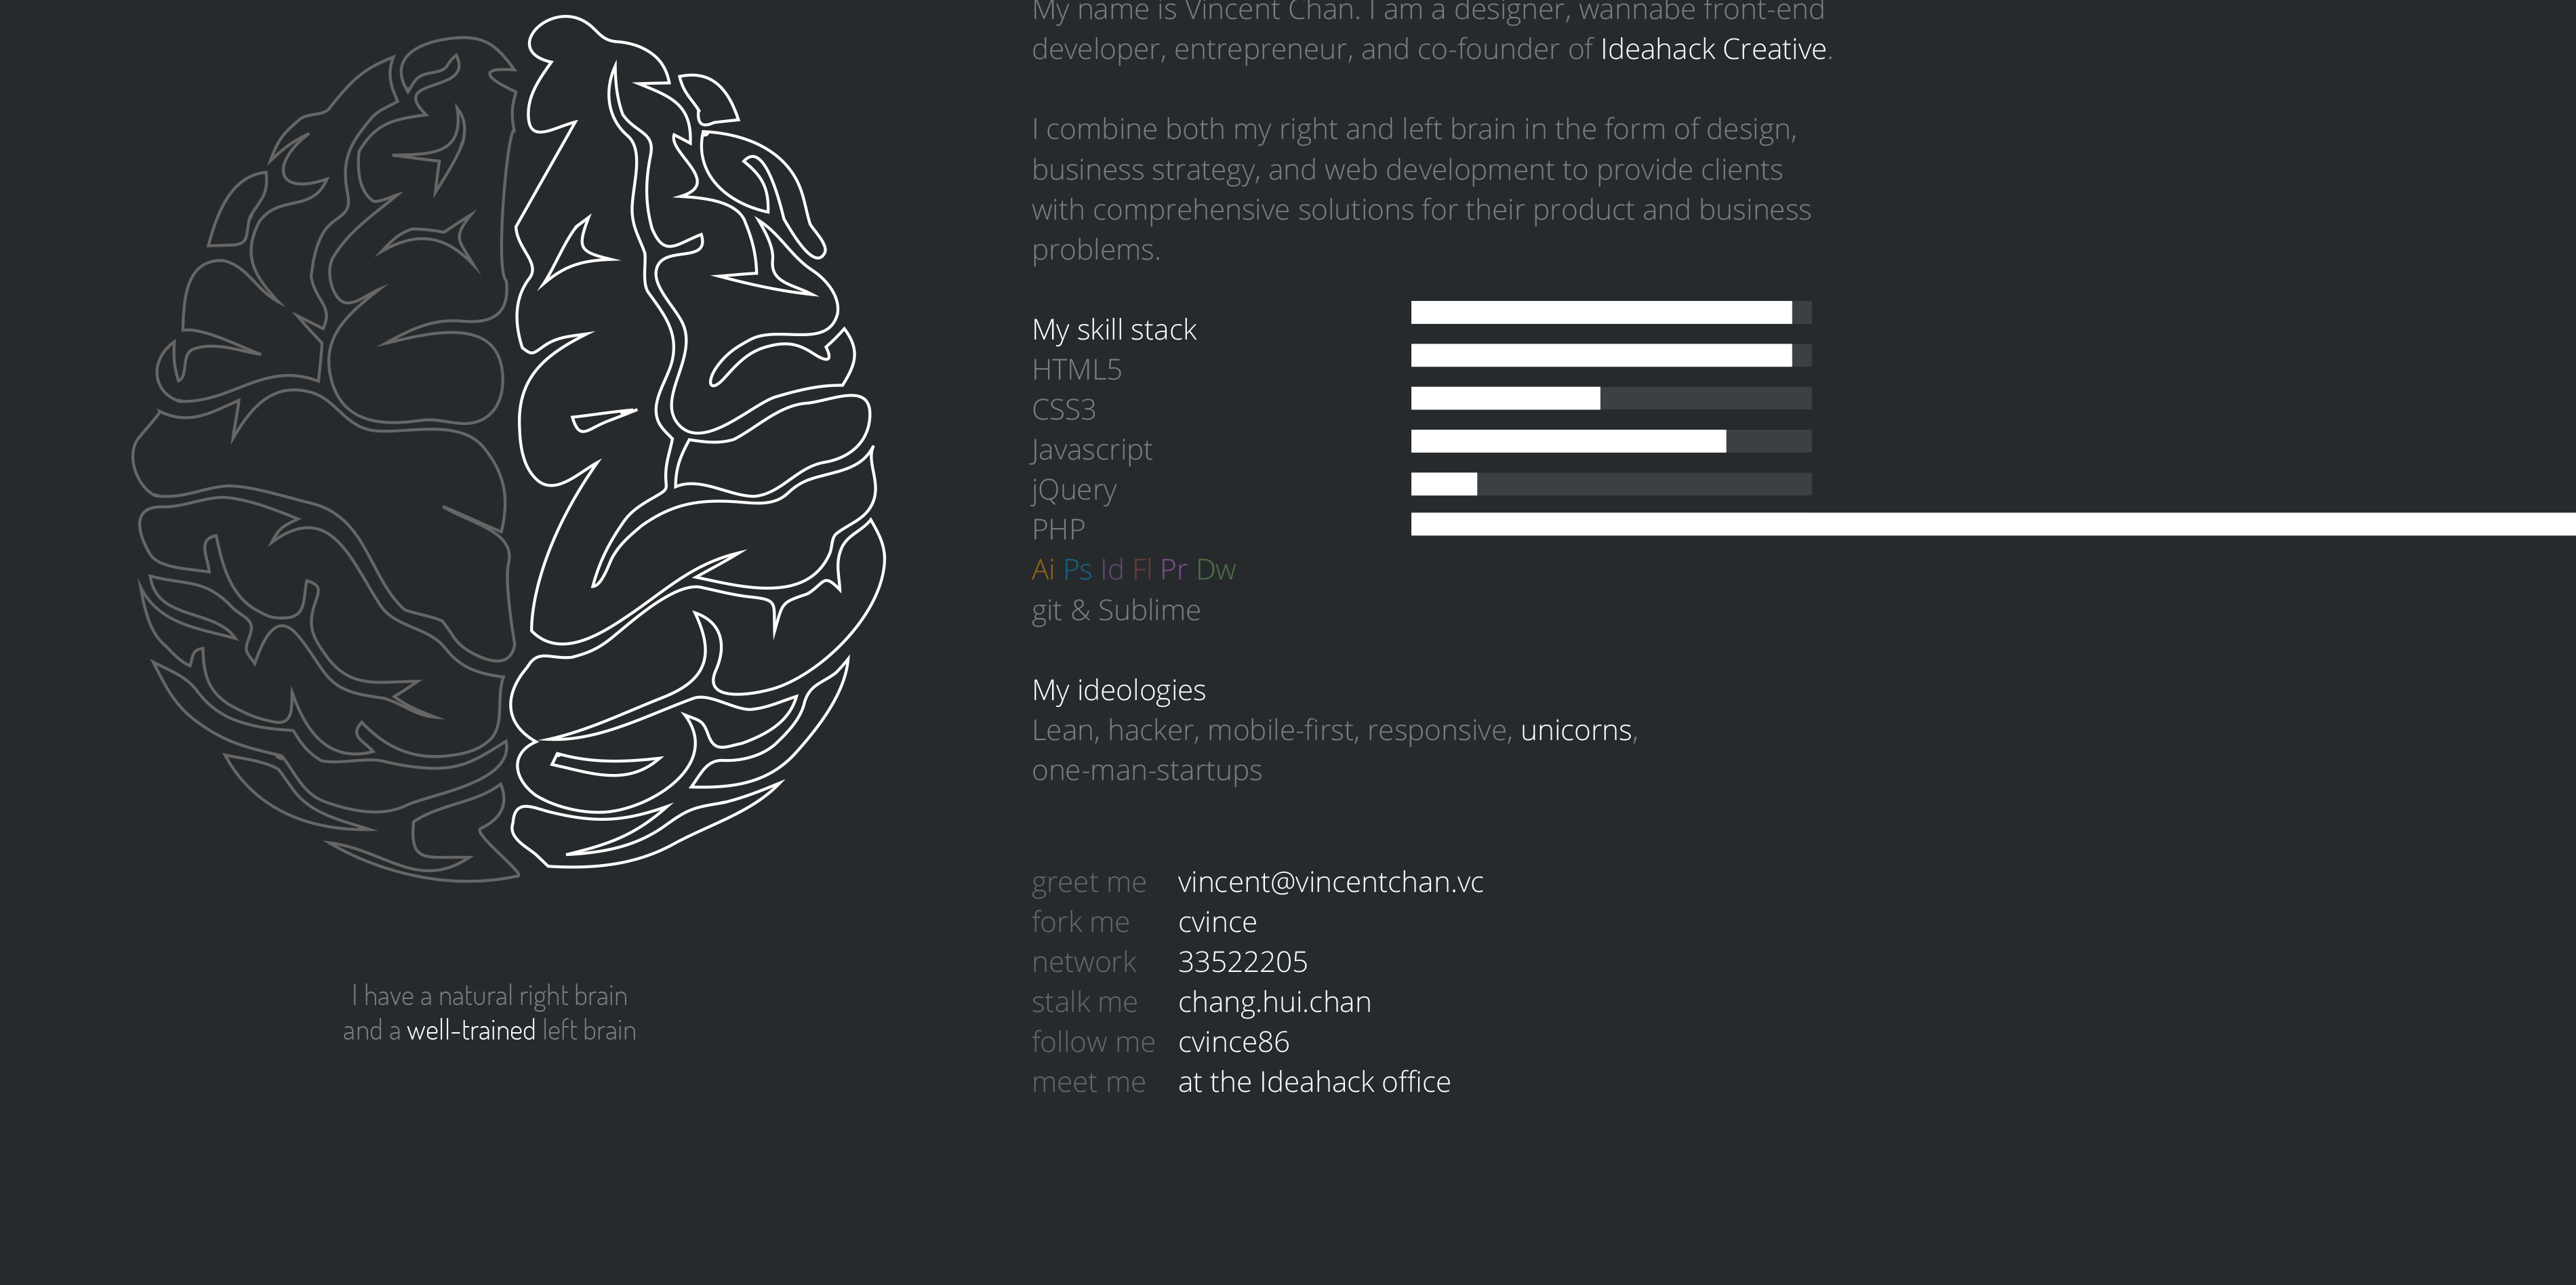 My name is Vincent Chan. I am a designer, wannabe front-end
developer, entrepreneur, and co-founder of Ideahack Creative.
I combine both my right and left brain in the form of design,
business strategy, and web development to provide clients
with comprehensive solutions for their product and business
problems.
My skill stack
HTML5
CSS3
Javascript
jQuery
PHP
Ai Ps Id Fl Pr Dw
git & Sublime
My ideologies
Lean, hacker, mobile-first, responsive, unicorns,
one-man-startups
greet me vincent@vincentchan.vc
fork me cvince
network 33522205
stalk me chang.hui.chan
follow me cvince86
meet me at the Ideahack office
I have a natural right brain
and a well-trained left brain